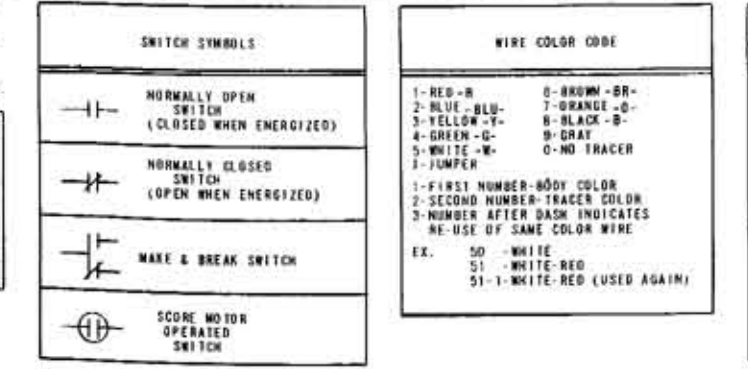 SWITCH SYMBOLS
NORMALLY OPEN
SWITCH
(CLOSED WHEN ENERGIZED)
NORMALLY CLOSED
SWITCH
(OPEN WHEN ENERGIZED)
MAKE & BREAK SWITCH
SCORE MOTOR
OPERATED
SWITCH
WIRE COLOR CODE
1-RED-R
2-BLUE-BLU-
3-YELLOW-Y-
4-GREEN-G-
5-WHITE-W-
J-JUMPER
6-BROWN-BR-
7-ORANGE-O-
8-BLACK-B-
9-GRAY
0-NO TRACER
1-FIRST NUMBER-BODY COLOR
2-SECOND NUMBER-TRACER COLOR
3-NUMBER AFTER DASH INDICATES
RE-USE OF SAME COLOR WIRE
EX. 50 -WHITE
51 -WHITE-RED
51-1-WHITE-RED (USED AGAIN)